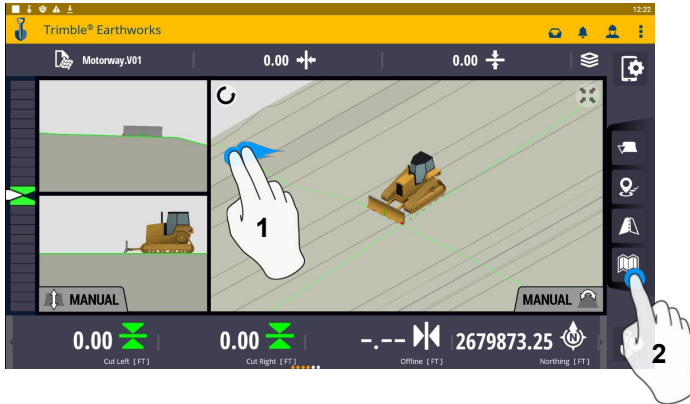 12:22
Trimble® Earthworks
Motorway.V01
0.00
0.00
1
MANUAL
MANUAL
0.00
0.00
-.--
2679873.25
Cut Left [FT]
Cut Right [FT]
Offline [FT]
Northing [FT]
2